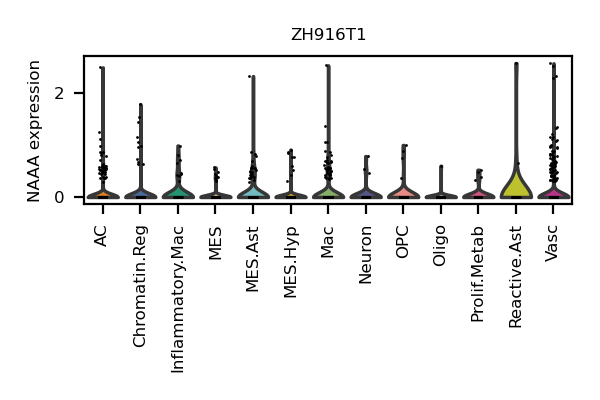 ZH916T1
NAAA expression
2
0
AC
Chromatin.Reg
Inflammatory.Mac
MES
MES.Ast
MES.Hyp
Mac
Neuron
OPC
Oligo
Prolif.Metab
Reactive.Ast
Vasc